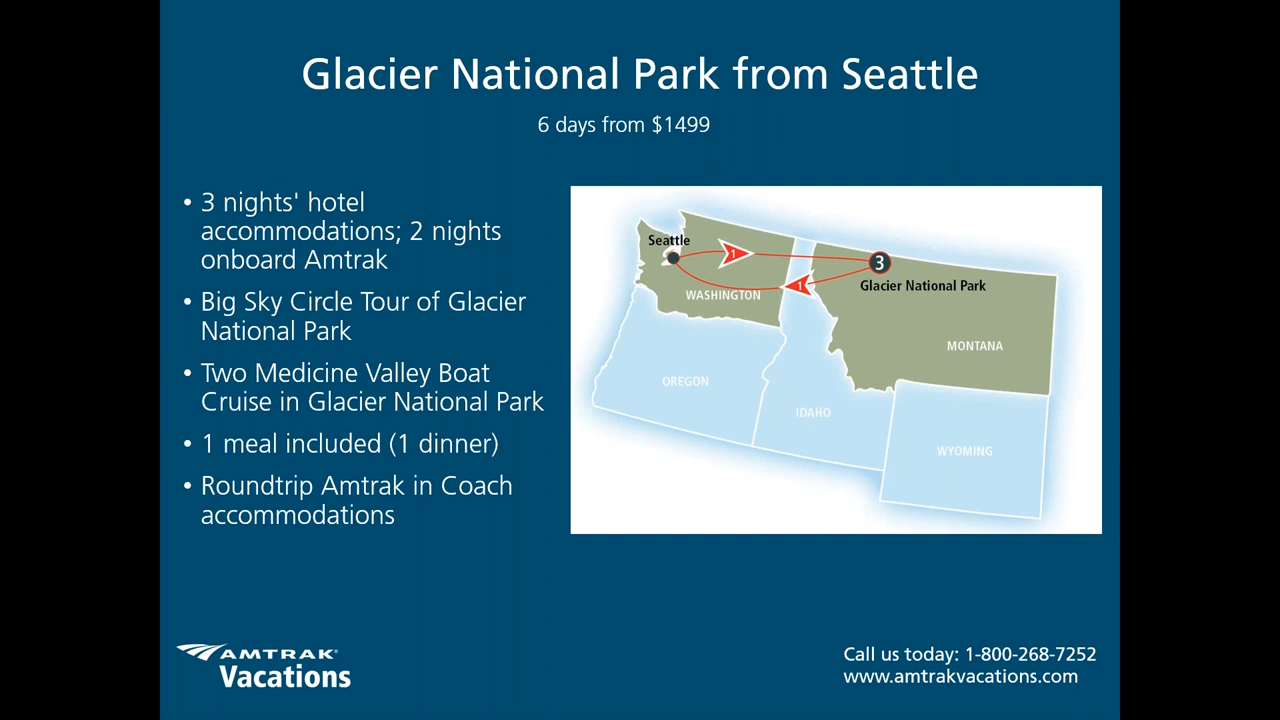 Glacier National Park from Seattle
6 days from $1499
• 3 nights' hotel
accommodations; 2 nights
onboard Amtrak
• Big Sky Circle Tour of Glacier
National Park
• Two Medicine Valley Boat
Cruise in Glacier National Park
• 1 meal included (1 dinner)
• Roundtrip Amtrak in Coach
accommodations
Seattle
1
3
1
Glacier National Park
WASHINGTON
MONTANA
OREGON
IDAHO
WYOMING
AMTRAK®
Vacations
Call us today: 1-800-268-7252
www.amtrakvacations.com